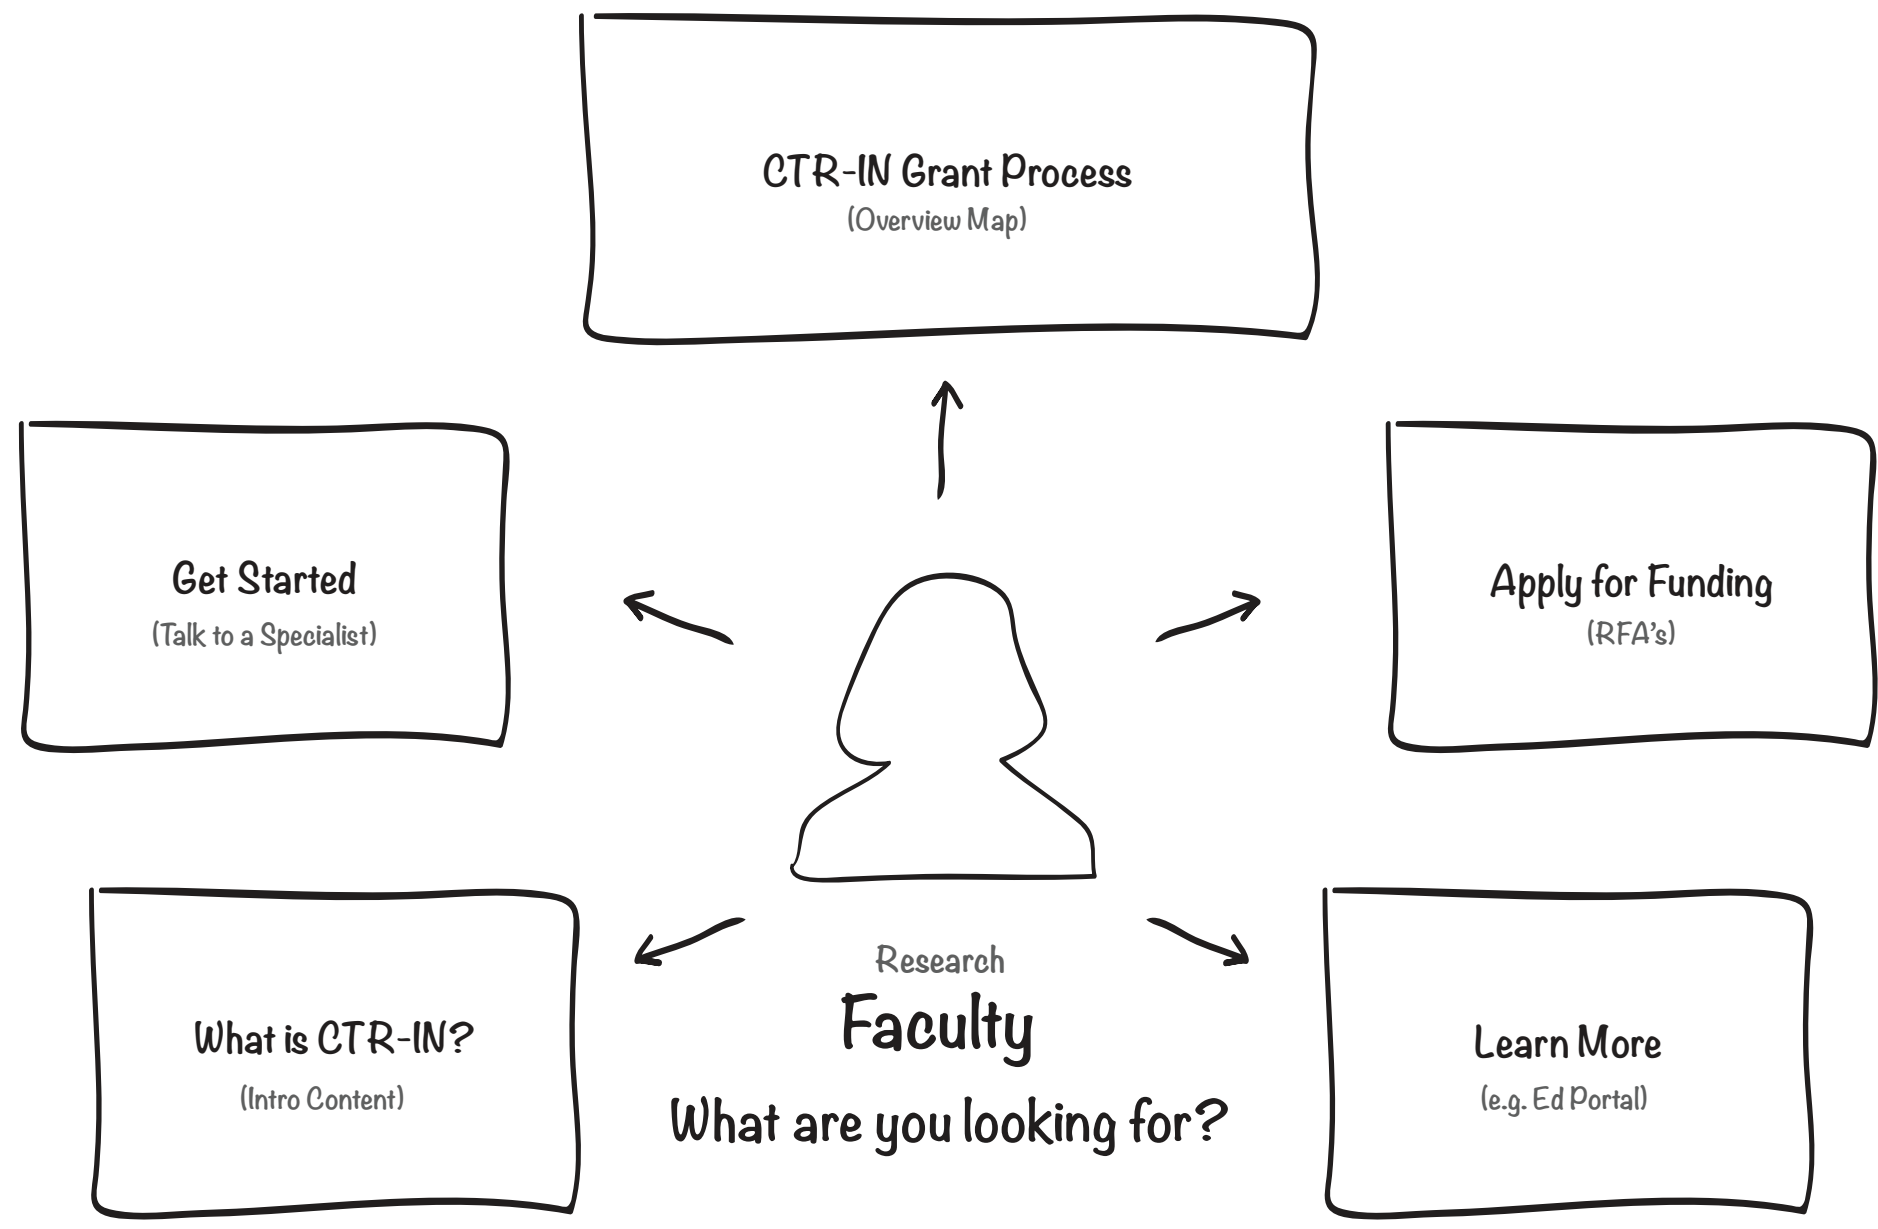 CTR-IN Grant Process
(Overview Map)
Get Started
(Talk to a Specialist)
Apply for Funding
(RFA's)
What is CTR-IN?
(Intro Content)
Research
Faculty
What are you looking for?
Learn More
(e.g. Ed Portal)